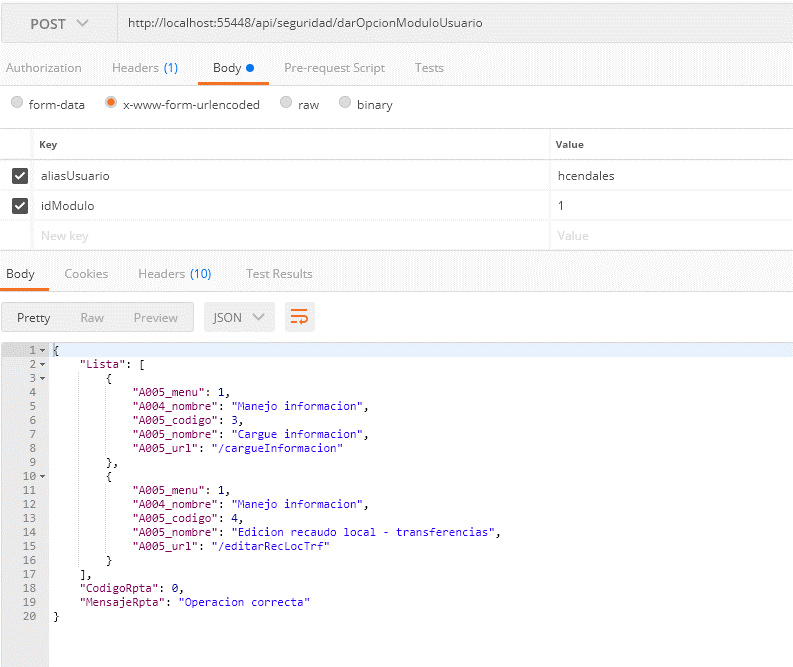 POST http://localhost:55448/api/seguridad/darOpcionModuloUsuario
Authorization Headers (1) Body Pre-request Script Tests
form-data x-www-form-urlencoded raw binary
Key Value
aliasUsuario hcendales
idModulo 1
New key Value
Body Cookies Headers (10) Test Results
Pretty Raw Preview JSON
1 {
2 "Lista": [
3 {
4 "A005_menu": 1,
5 "A004_nombre": "Manejo informacion",
6 "A005_codigo": 3,
7 "A005_nombre": "Cargue informacion",
8 "A005_url": "/cargueInformacion"
9 },
10 {
11 "A005_menu": 1,
12 "A004_nombre": "Manejo informacion",
13 "A005_codigo": 4,
14 "A005_nombre": "Edicion recaudo local - transferencias",
15 "A005_url": "/editarRecLocTrf"
16 }
17 ],
18 "CodigoRpta": 0,
19 "MensajeRpta": "Operacion correcta"
20 }